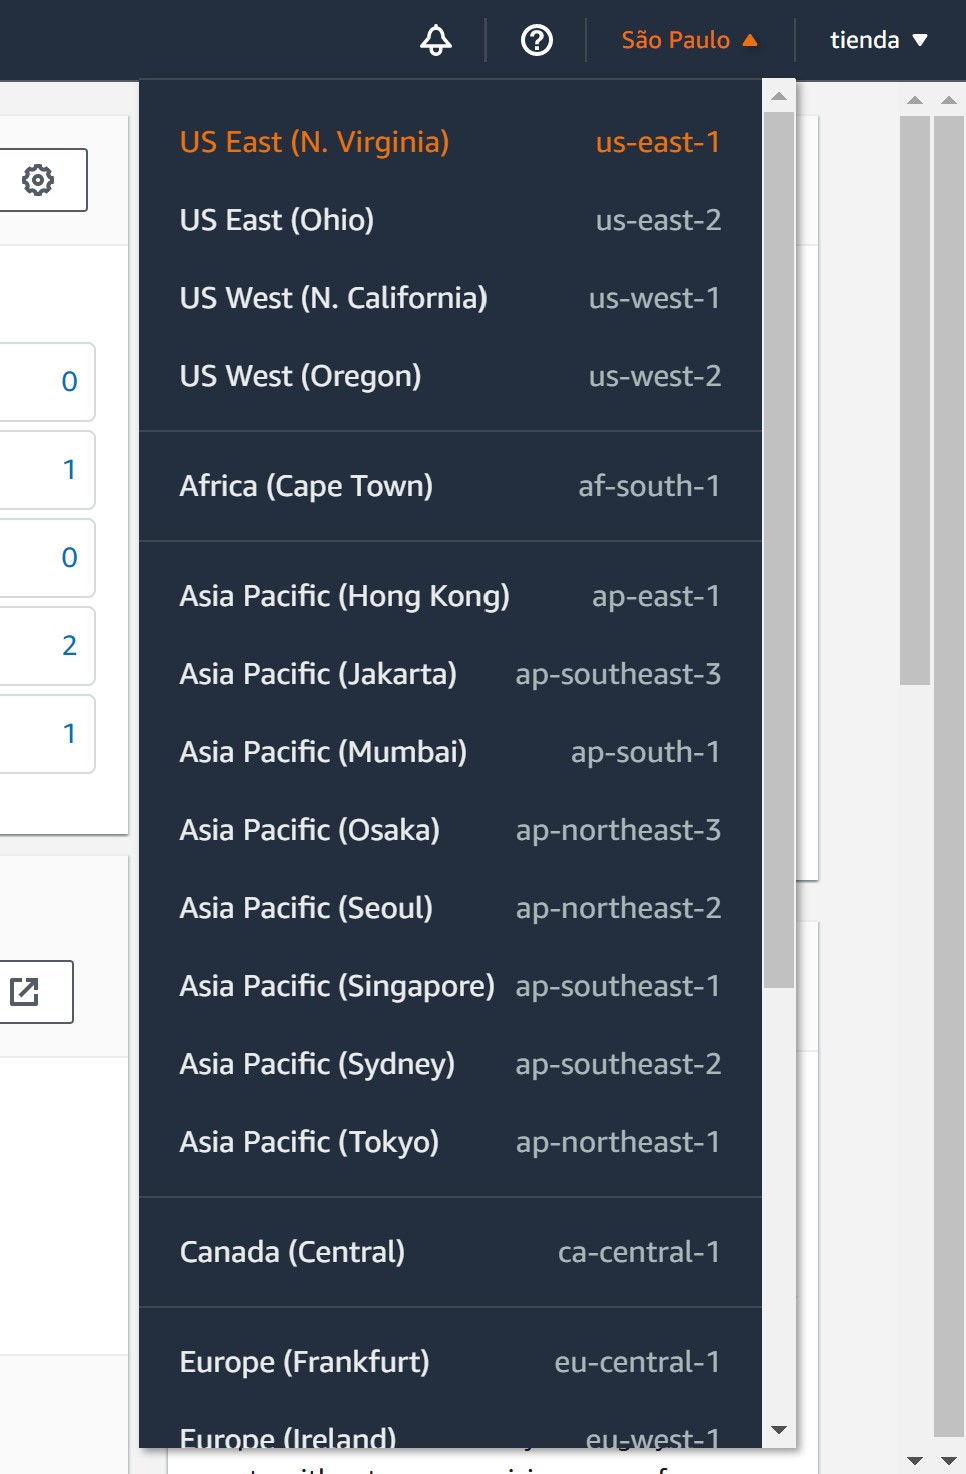 São Paulo tienda
US East (N. Virginia) us-east-1
US East (Ohio) us-east-2
US West (N. California) us-west-1
US West (Oregon) us-west-2
Africa (Cape Town) af-south-1
0
1
0
2
1
Asia Pacific (Hong Kong) ap-east-1
Asia Pacific (Jakarta) ap-southeast-3
Asia Pacific (Mumbai) ap-south-1
Asia Pacific (Osaka) ap-northeast-3
Asia Pacific (Seoul) ap-northeast-2
Asia Pacific (Singapore) ap-southeast-1
Asia Pacific (Sydney) ap-southeast-2
Asia Pacific (Tokyo) ap-northeast-1
Canada (Central) ca-central-1
Europe (Frankfurt) eu-central-1
Europe (Ireland) eu-west-1